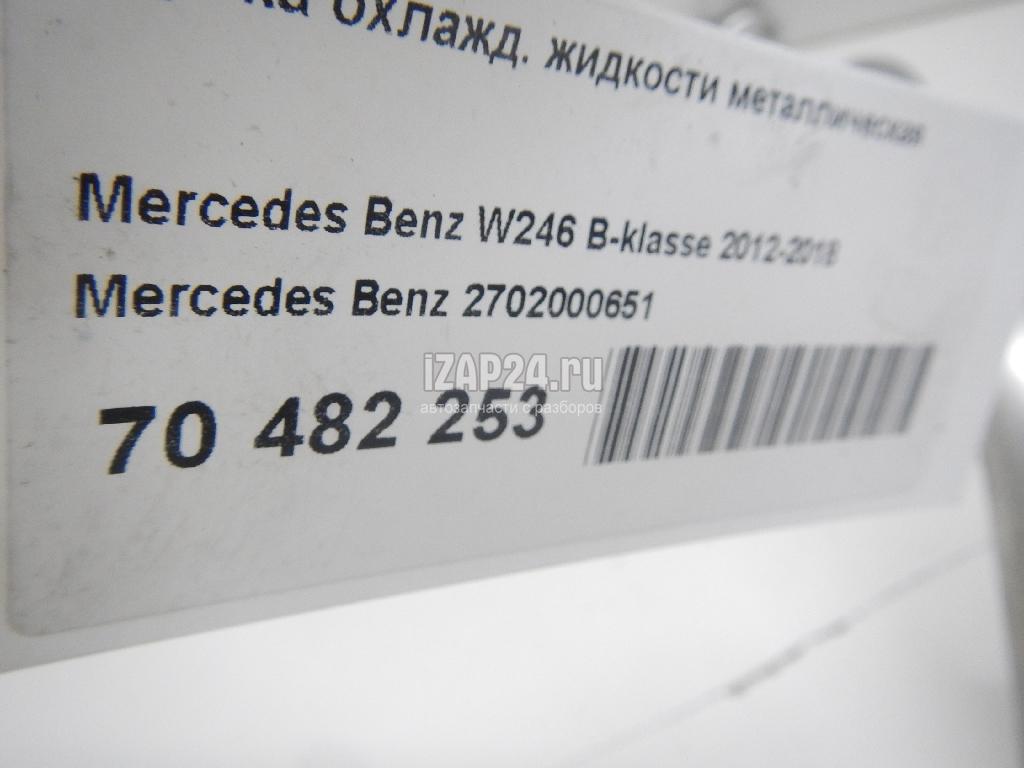 охлажд. жидкости металлическая
Mercedes Benz W246 B-klasse 2012-2018
Mercedes Benz 2702000651
iZAP24.ru
автозапчасти с разборов
70 482 253